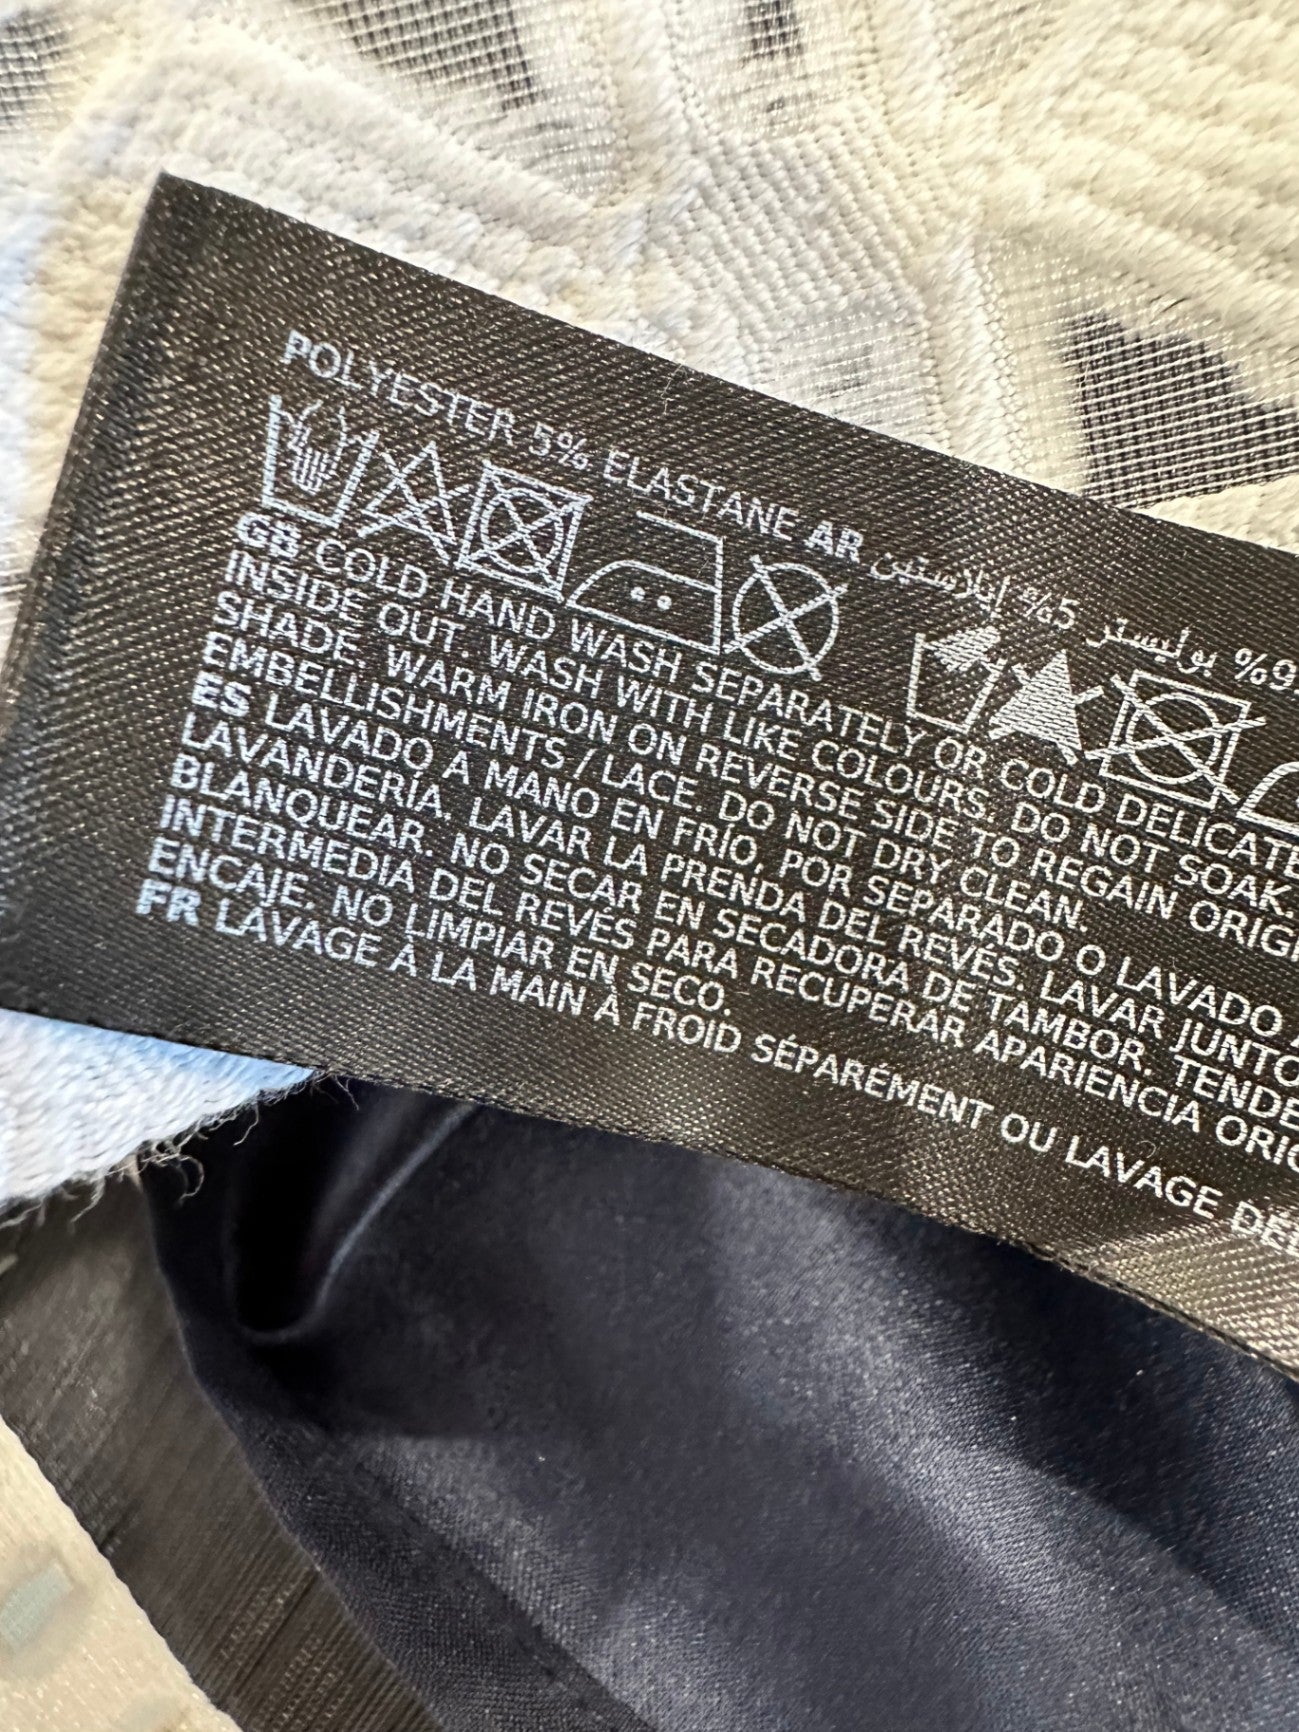 POLYESTER 5% ELASTANE AR بوليستر 5% إيلاستين
GB COLD HAND WASH SEPARATELY OR COLD DELICATE
INSIDE OUT. WASH WITH LIKE COLOURS. DO NOT SOAK.
SHADE. WARM IRON ON REVERSE SIDE TO REGAIN
EMBELLISHMENTS / LACE. DO NOT DRY CLEAN.
ES LAVADO A MANO EN FRÍO, POR SEPARADO O LAVADO
LAVANDERÍA. LAVAR LA PRENDA DEL REVÉS. LAVAR JUNTO
BLANQUEAR. NO SECAR EN SECADORA DE TAMBOR.
INTERMEDIA DEL REVÉS PARA RECUPERAR APARIENCIA
ENCAJE. NO LIMPIAR EN SECO.
FR LAVAGE À LA MAIN À FROID SÉPARÉMENT OU LAVAGE